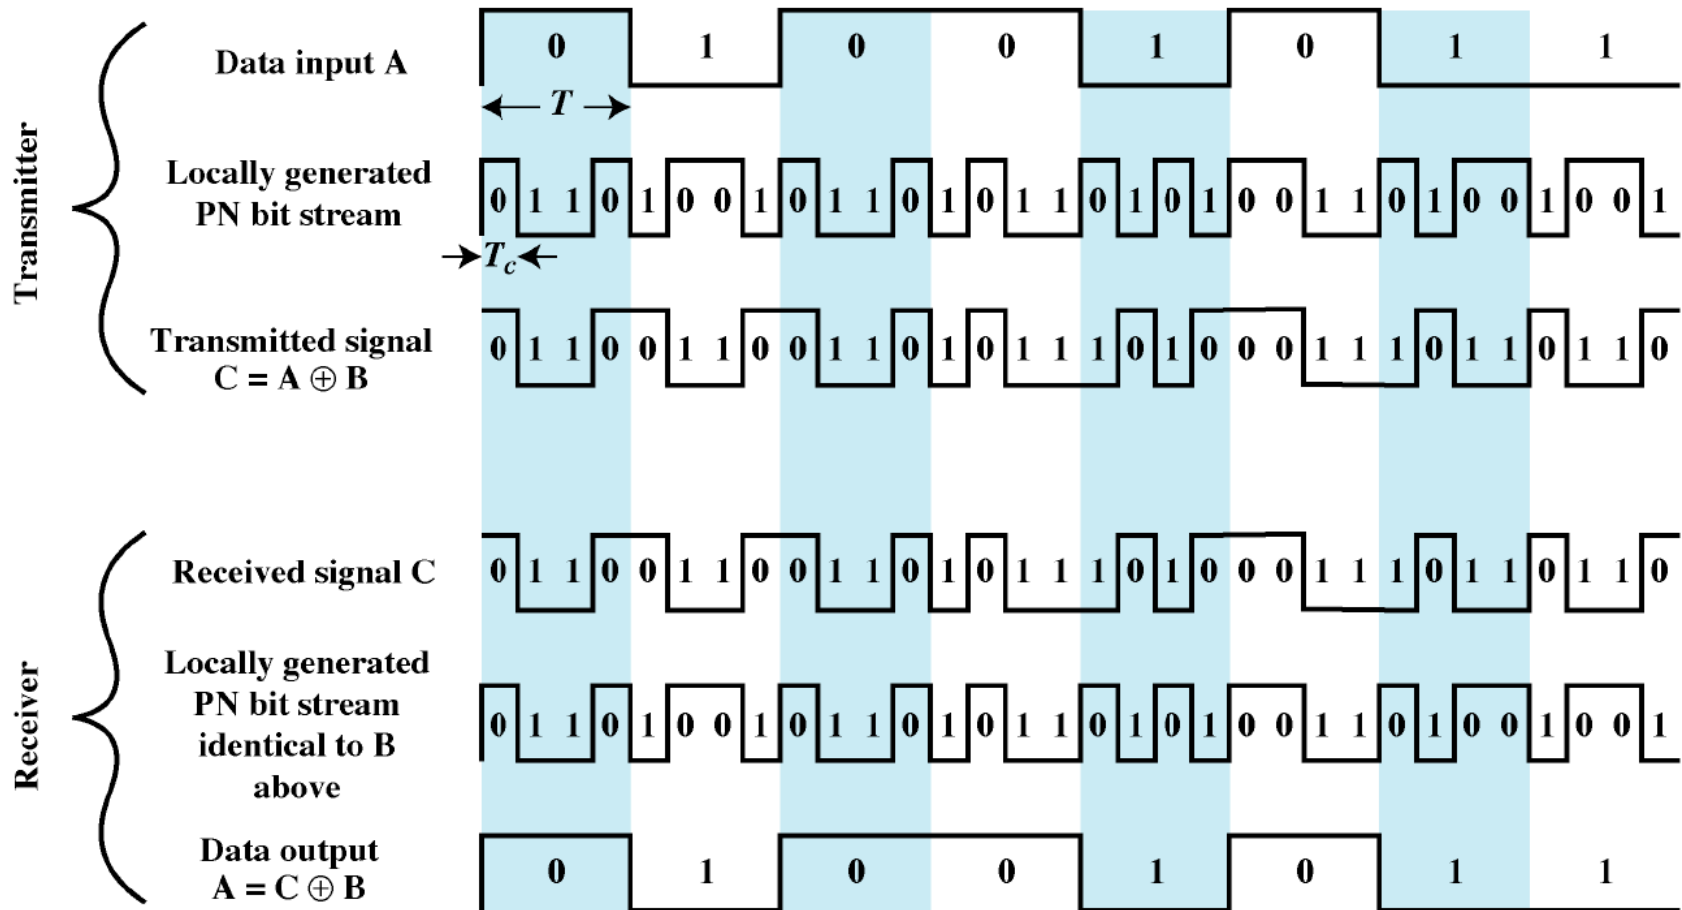 Transmitter
Data input A
0 1 0 0 1 0 1 1
T
Locally generated
PN bit stream
0 1 1 0 1 0 0 1 0 1 1 0 1 0 1 1 0 1 0 1 0 0 1 1 0 1 0 0 1 0 0 1
Tc
Transmitted signal
C = A ⊕ B
0 1 1 0 0 1 1 0 0 1 1 0 1 0 1 1 1 0 1 0 0 0 1 1 1 0 1 1 0 1 1 0
Receiver
Received signal C
0 1 1 0 0 1 1 0 0 1 1 0 1 0 1 1 1 0 1 0 0 0 1 1 1 0 1 1 0 1 1 0
Locally generated
PN bit stream
identical to B
above
0 1 1 0 1 0 0 1 0 1 1 0 1 0 1 1 0 1 0 1 0 0 1 1 0 1 0 0 1 0 0 1
Data output
A = C ⊕ B
0 1 0 0 1 0 1 1